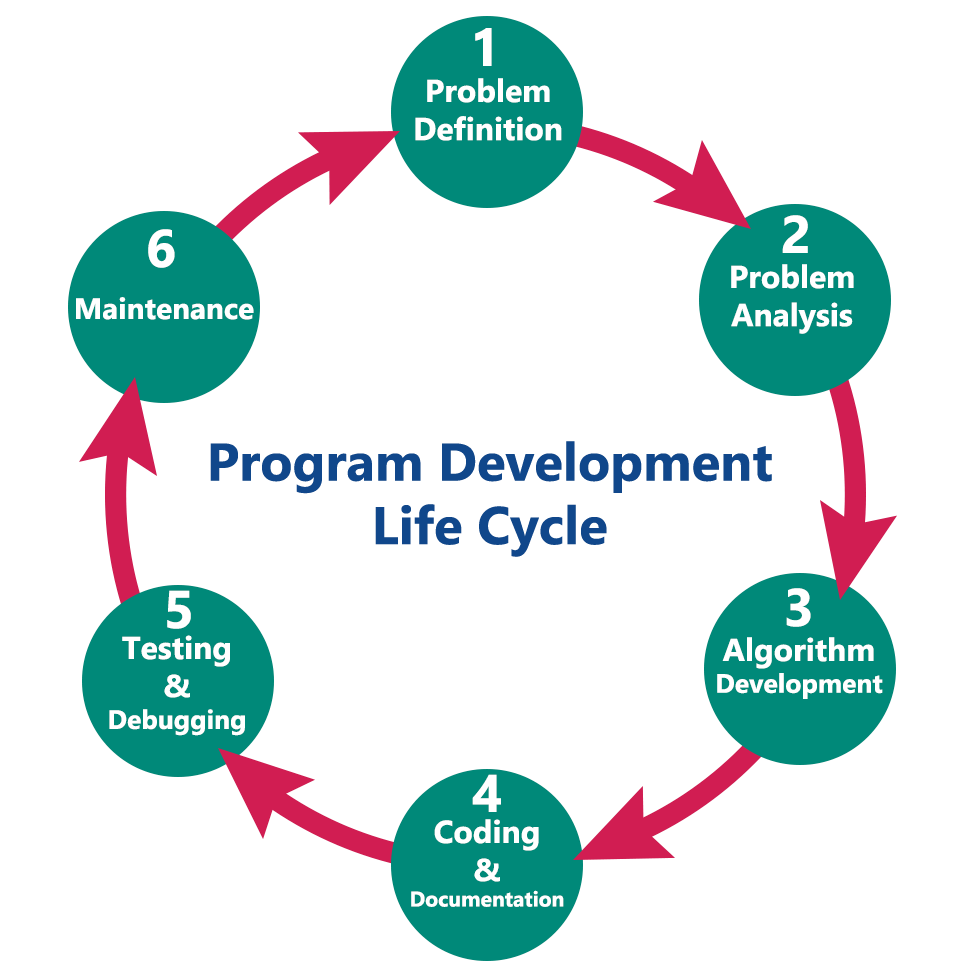 1
Problem
Definition
2
Problem
Analysis
3
Algorithm
Development
4
Coding
&
Documentation
5
Testing
&
Debugging
6
Maintenance
Program Development
Life Cycle